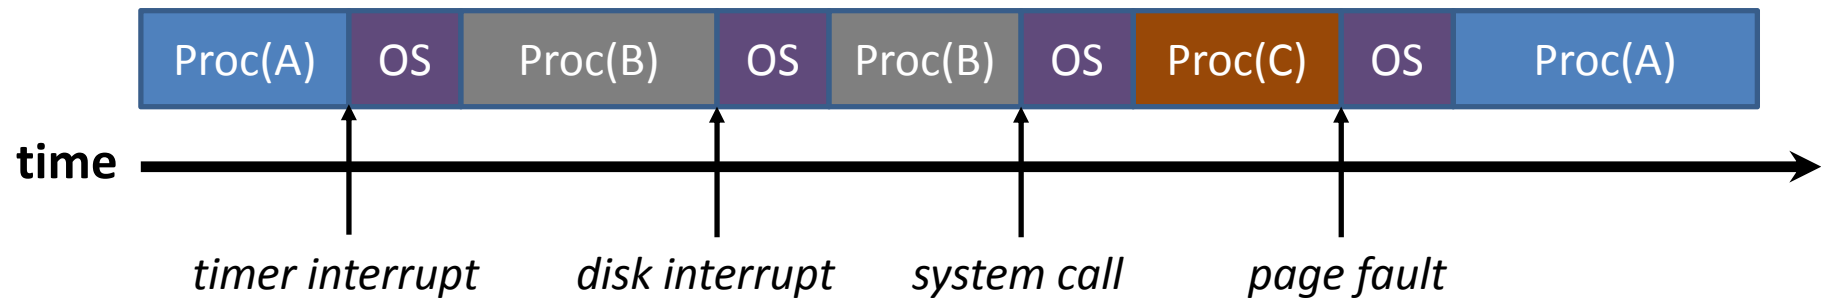 Proc(A) OS Proc(B) OS Proc(B) OS Proc(C) OS Proc(A)
time
timer interrupt disk interrupt system call page fault